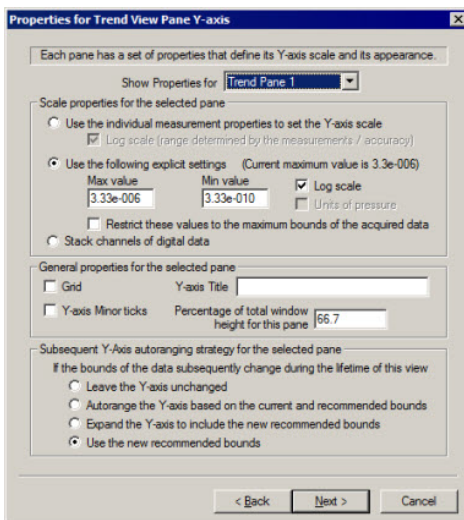 Properties for Trend View Pane Y-axis
Each pane has a set of properties that define its Y-axis scale and its appearance.
Show Properties for Trend Pane 1
Scale properties for the selected pane
Use the individual measurement properties to set the Y-axis scale
Log scale (range determined by the measurements / accuracy)
Use the following explicit settings (Current maximum value is 3.3e-006)
Max value Min value
3.33e-006 3.33e-010 Log scale
Units of pressure
Restrict these values to the maximum bounds of the acquired data
Stack channels of digital data
General properties for the selected pane
Grid Y-axis Title
Y-axis Minor ticks Percentage of total window
height for this pane 66.7
Subsequent Y-Axis autoranging strategy for the selected pane
If the bounds of the data subsequently change during the lifetime of this view
Leave the Y-axis unchanged
Autorange the Y-axis based on the current and recommended bounds
Expand the Y-axis to include the new recommended bounds
Use the new recommended bounds
< Back Next > Cancel